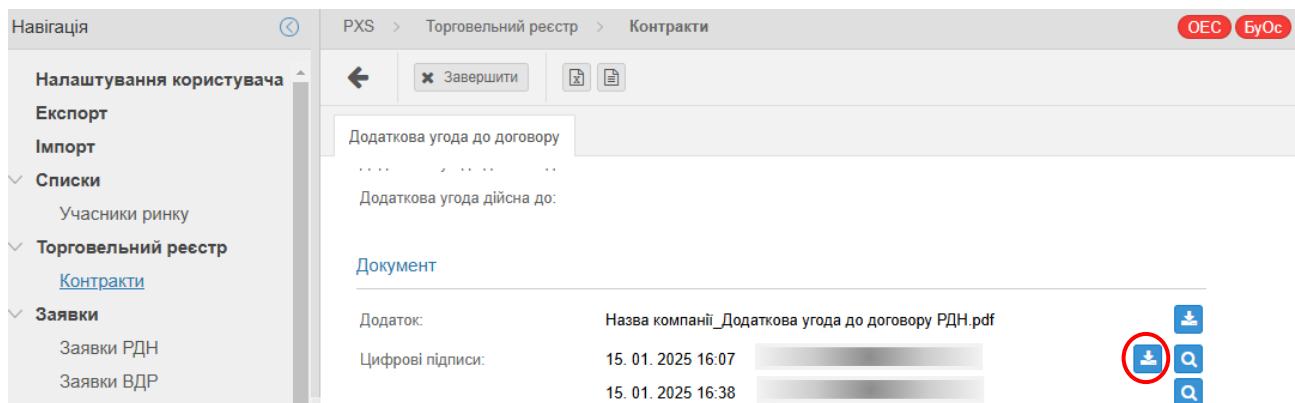 Навігація
PXS > Торговельний реєстр > Контракти
ОЕС БуОс
Налаштування користувача
Експорт
Імпорт
Списки
Учасники ринку
Торговельний реєстр
Контракти
Заявки
Заявки РДН
Заявки ВДР
Завершити
Додаткова угода до договору
Додаткова угода дійсна до:
Документ
Додаток: Назва компанії_Додаткова угода до договору РДН.pdf
Цифрові підписи: 15. 01. 2025 16:07
15. 01. 2025 16:38